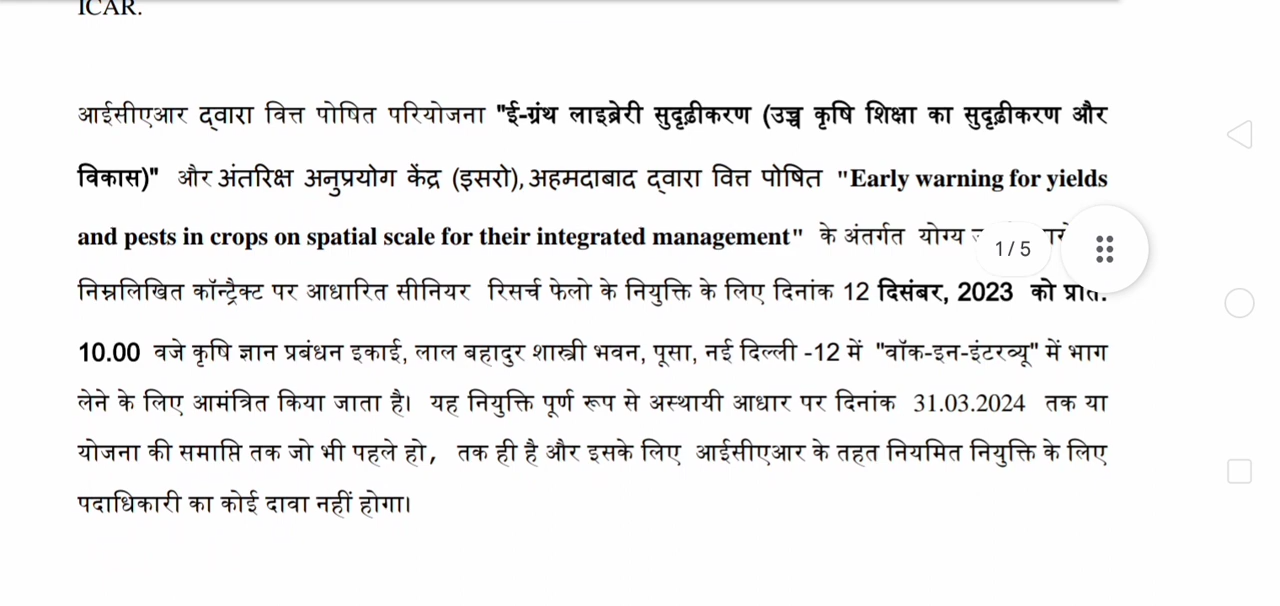 ICAR.
आईसीएआर द्वारा वित्त पोषित परियोजना "ई-ग्रंथ लाइब्रेरी सुदृढ़ीकरण (उच्च कृषि शिक्षा का सुदृढ़ीकरण और
विकास)" और अंतरिक्ष अनुप्रयोग केंद्र (इसरो), अहमदाबाद द्वारा वित्त पोषित "Early warning for yields
and pests in crops on spatial scale for their integrated management" के अंतर्गत योग्य
1/5
निम्नलिखित कॉन्ट्रैक्ट पर आधारित सीनियर रिसर्च फेलो के नियुक्ति के लिए दिनांक 12 दिसंबर, 2023 को
10.00 वजे कृषि ज्ञान प्रबंधन इकाई, लाल बहादुर शास्त्री भवन, पूसा, नई दिल्ली -12 में "वॉक-इन-इंटरव्यू" में भाग
लेने के लिए आमंत्रित किया जाता है। यह नियुक्ति पूर्ण रूप से अस्थायी आधार पर दिनांक 31.03.2024 तक या
योजना की समाप्ति तक जो भी पहले हो, तक ही है और इसके लिए आईसीएआर के तहत नियमित नियुक्ति के लिए
पदाधिकारी का कोई दावा नहीं होगा।